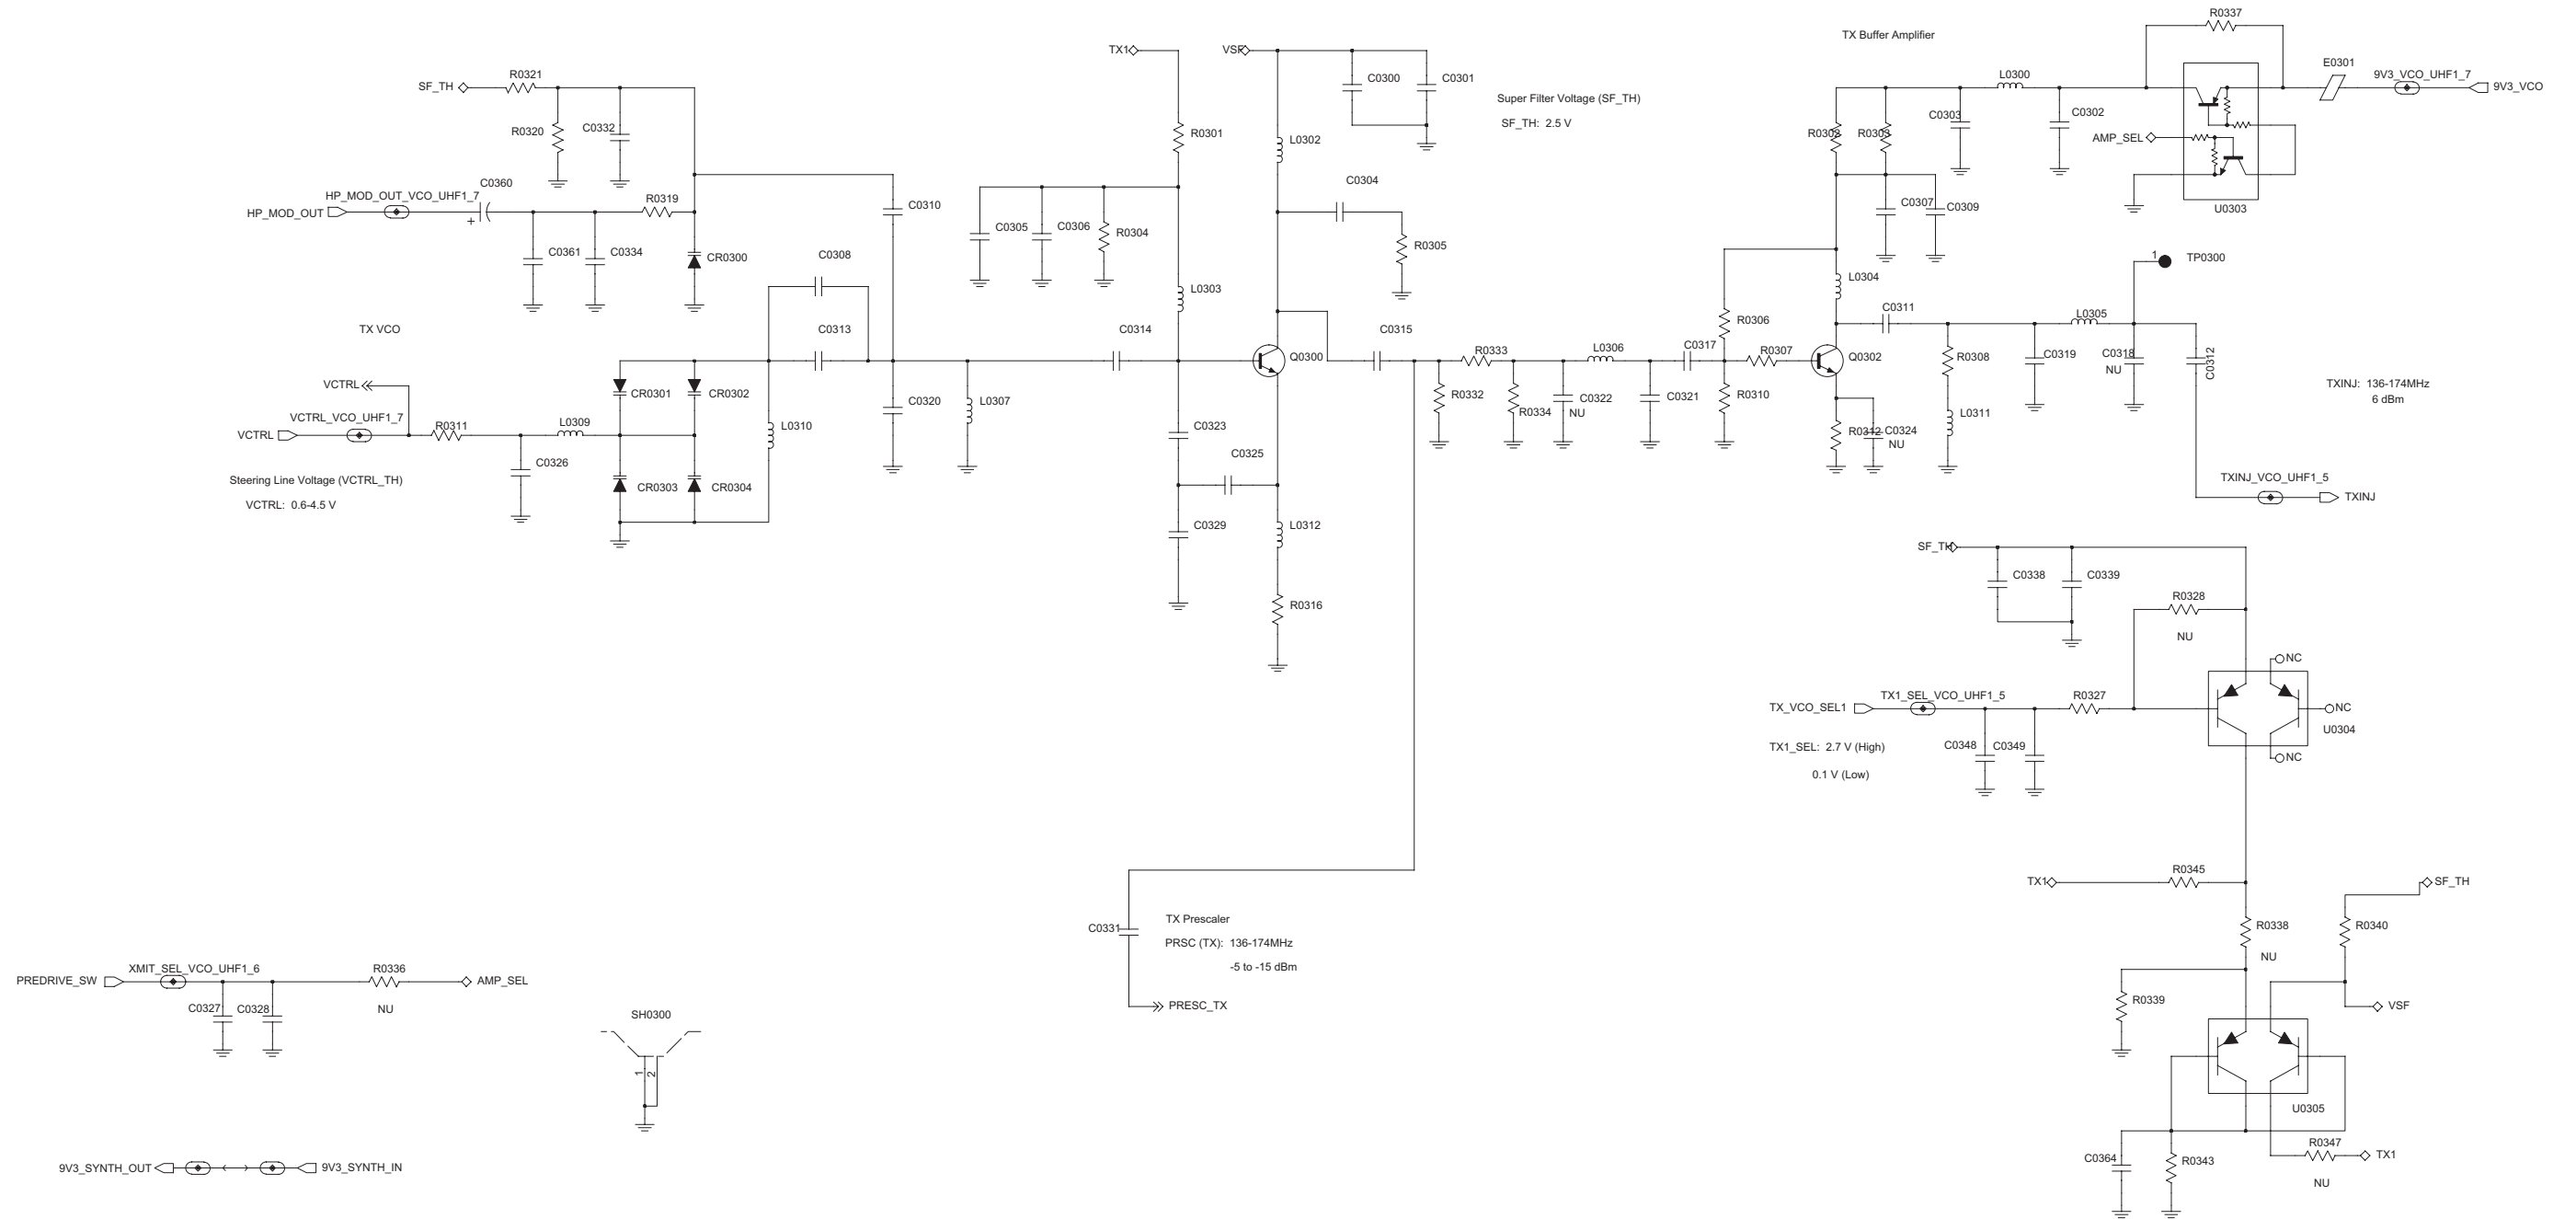 R0337
TX Buffer Amplifier
TX1
VSF
E0301
R0321
L0300
9V3_VCO_UHF1_7
SF_TH
C0300
C0301
9V3_VCO
Super Filter Voltage (SF_TH)
SF_TH: 2.5 V
R0320
C0332
R0301
L0302
R0302
R0303
C0303
C0302
AMP_SEL
C0360
HP_MOD_OUT_VCO_UHF1_7
HP_MOD_OUT
+
R0319
C0310
C0304
C0307
C0309
U0303
C0305
C0306
R0304
R0305
C0361
C0334
CR0300
C0308
1
TP0300
L0303
L0304
TX VCO
C0313
C0314
C0315
R0306
C0311
L0305
Q0300
R0333
L0306
C0317
R0307
Q0302
R0308
C0319
C0318
NU
C0312
VCTRL
CR0301
CR0302
C0320
L0307
R0332
R0334
C0322
NU
C0321
R0310
TXINJ: 136-174MHz
6 dBm
VCTRL_VCO_UHF1_7
VCTRL
R0311
L0309
L0310
C0323
R0312
C0324
NU
L0311
C0326
C0325
Steering Line Voltage (VCTRL_TH)
VCTRL: 0.6-4.5 V
CR0303
CR0304
TXINJ_VCO_UHF1_5
TXINJ
C0329
L0312
SF_TH
C0338
C0339
R0316
R0328
NU
NC
TX1_SEL_VCO_UHF1_5
TX_VCO_SEL1
R0327
NC
U0304
TX1_SEL: 2.7 V (High)
0.1 V (Low)
C0348
C0349
NC
TX1
R0345
SF_TH
C0331
TX Prescaler
PRSC (TX): 136-174MHz
-5 to -15 dBm
R0338
NU
R0340
XMIT_SEL_VCO_UHF1_6
PREDRIVE_SW
R0336
NU
AMP_SEL
C0327
C0328
PRESC_TX
R0339
VSF
SH0300
1
2
U0305
9V3_SYNTH_OUT
9V3_SYNTH_IN
C0364
R0343
R0347
NU
TX1